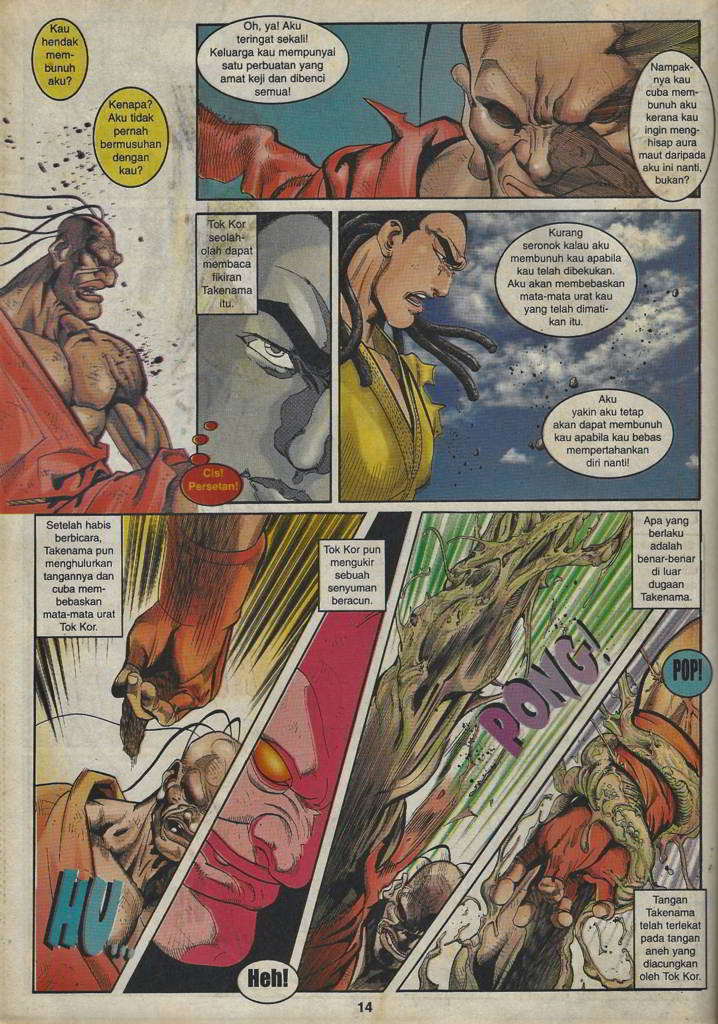 Kau
hendak
mem-
bunuh
aku?
Kenapa?
Aku tidak
pernah
bermusuhan
dengan
kau?
Oh, ya! Aku
teringat sekali!
Keluarga kau mempunyai
satu perbuatan yang
amat keji dan dibenci
semua!
Nampak-
nya kau
cuba mem-
bunuh aku
kerana kau
ingin meng-
hisap aura
maut daripada
aku ini nanti,
bukan?
Tok Kor
seolah-
olah dapat
membaca
fikiran
Takenama
itu.
Cis!
Persetan!
Kurang
seronok kalau aku
membunuh kau apabila
kau telah dibekukan.
Aku akan membebaskan
mata-mata urat kau
yang telah dimati-
kan itu.
Aku
yakin aku tetap
akan dapat membunuh
kau apabila kau bebas
mempertahankan
diri nanti!
Setelah habis
berbicara,
Takenama pun
menghulurkan
tangannya dan
cuba mem-
bebaskan
mata-mata urat
Tok Kor.
HU...
Tok Kor pun
mengukir
sebuah
senyuman
beracun.
Heh!
PONG!
Apa yang
berlaku
adalah
benar-benar
di luar
dugaan
Takenama.
POP!
Tangan
Takenama
telah terlekat
pada tangan
aneh yang
diacungkan
oleh Tok Kor.
14